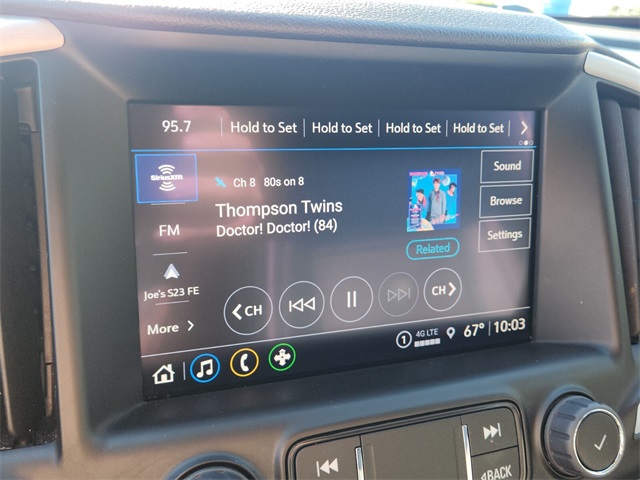 95.7 Hold to Set Hold to Set Hold to Set Hold to Set
SiriusXM
Ch 8 80s on 8
Sound
Thompson Twins
Doctor! Doctor! (84)
Browse
FM
Related
Settings
Joe's S23 FE
CH
CH
More
1 4G LTE 67° 10:03
BACK